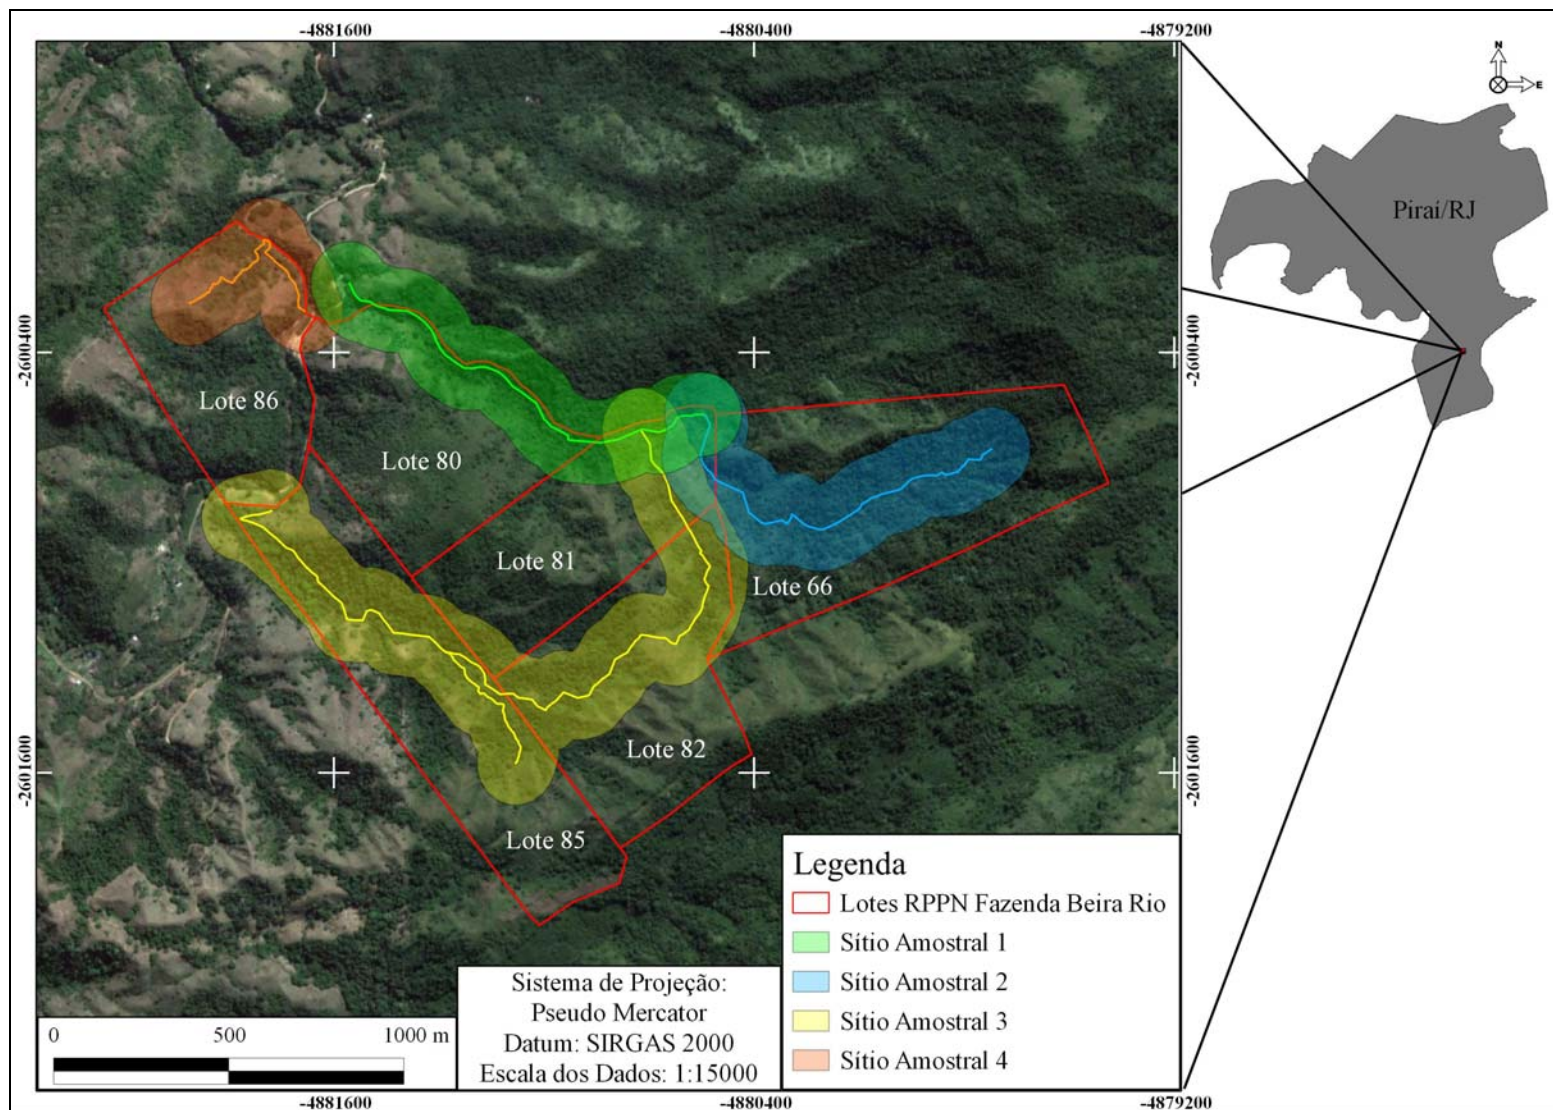 -4881600
-4880400
-4879200
N
E
Piraí/RJ
-2600400
-2600400
Lote 86
Lote 80
Lote 81
Lote 66
Lote 82
Lote 85
-2601600
-2601600
Legenda
Lotes RPPN Fazenda Beira Rio
Sítio Amostral 1
Sítio Amostral 2
Sítio Amostral 3
Sítio Amostral 4
Sistema de Projeção:
Pseudo Mercator
Datum: SIRGAS 2000
Escala dos Dados: 1:15000
0 500 1000 m
-4881600
-4880400
-4879200